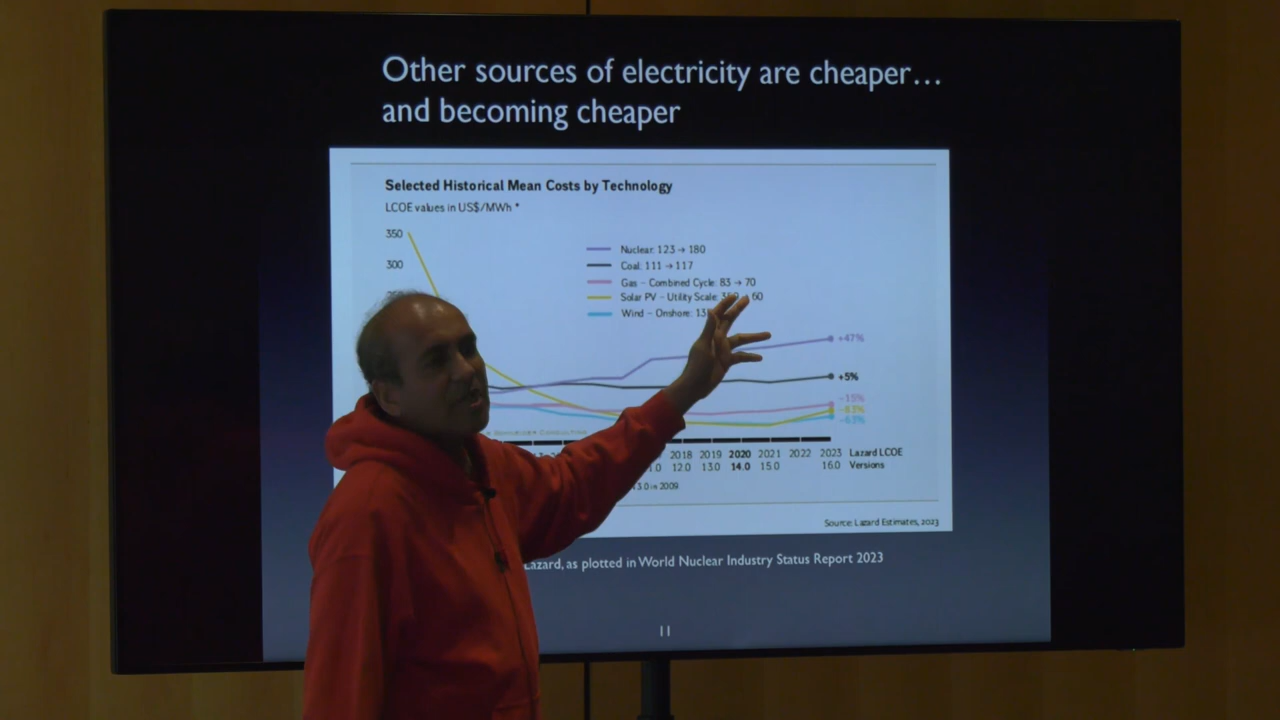 Other sources of electricity are cheaper…
and becoming cheaper
Selected Historical Mean Costs by Technology
LCOE values in US$/MWh *
350
300
Nuclear: 123 → 180
Coal: 111 → 117
Gas – Combined Cycle: 83 → 70
Solar PV – Utility Scale: 60
Wind – Onshore:
+47%
+5%
-15%
-83%
-63%
2018 2019 2020 2021 2022 2023 Lazard LCOE
12.0 13.0 14.0 15.0 16.0 Versions
in 2009
Source: Lazard Estimates, 2023
Lazard, as plotted in World Nuclear Industry Status Report 2023
11